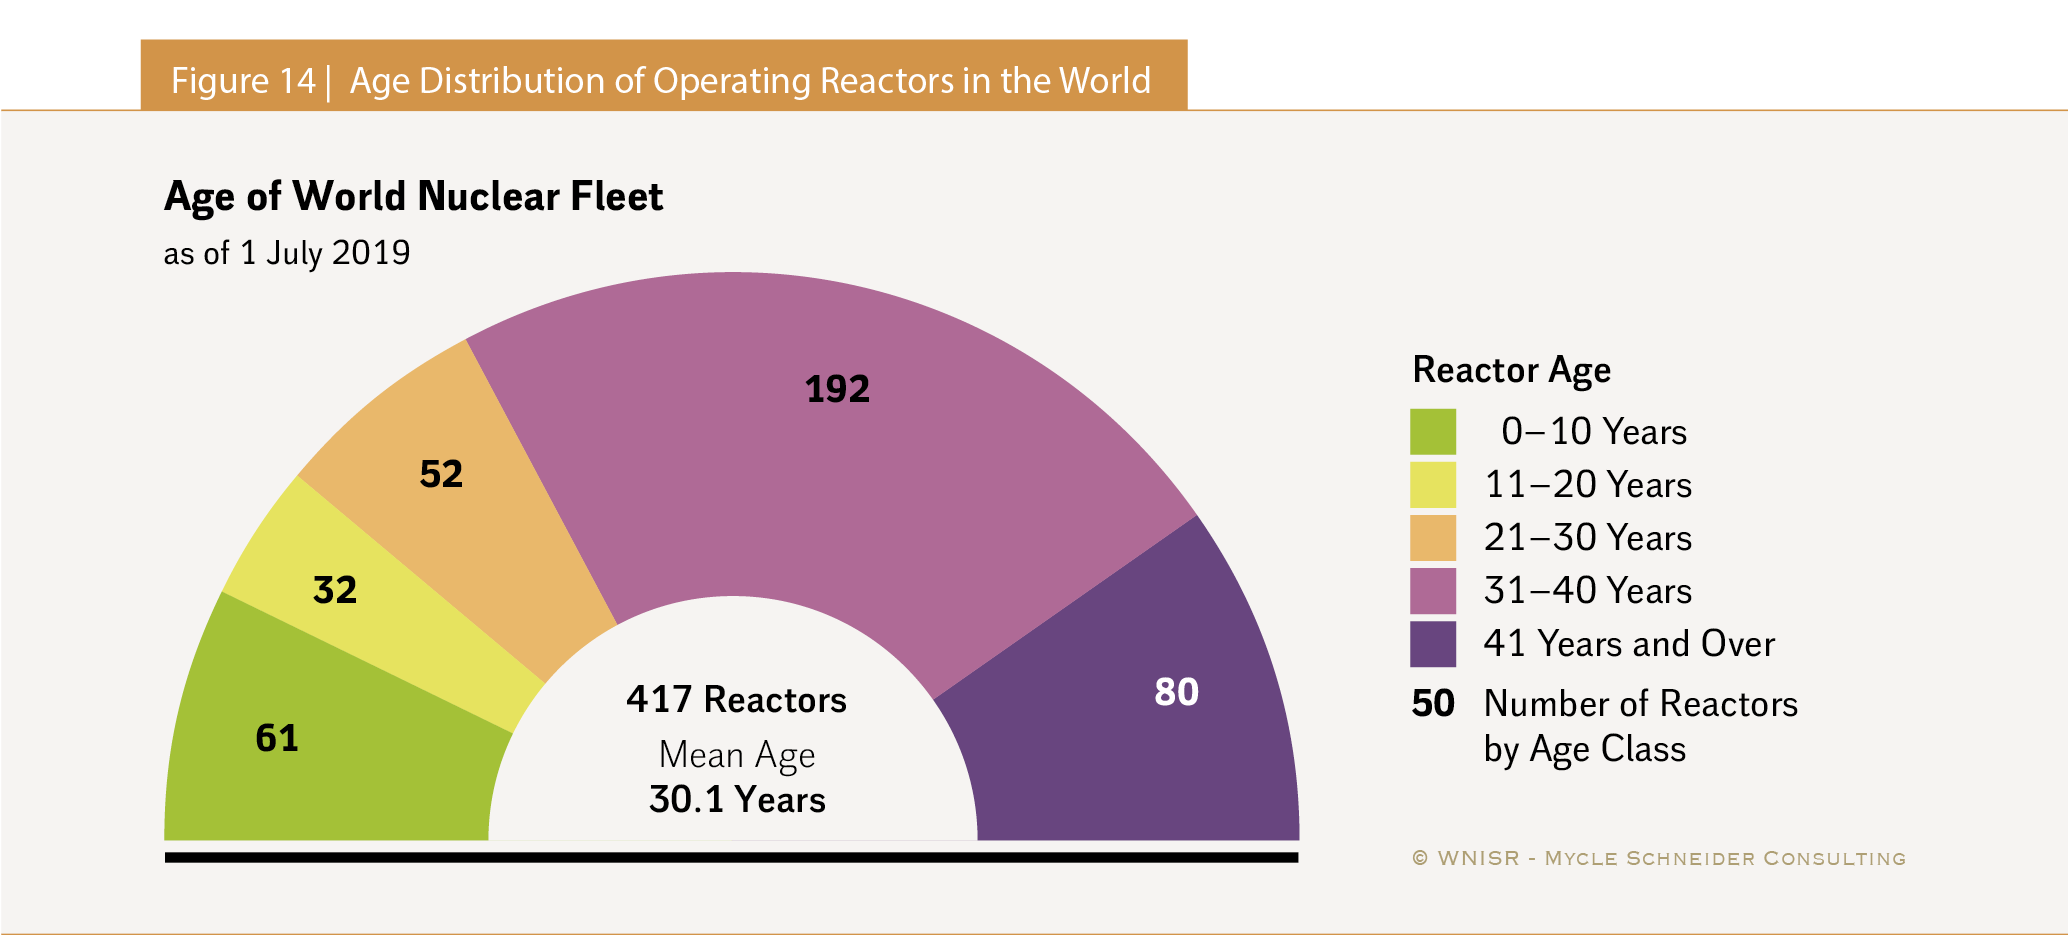 Figure 14 | Age Distribution of Operating Reactors in the World
Age of World Nuclear Fleet
as of 1 July 2019
192
52
32
61
80
417 Reactors
Mean Age
30.1 Years
Reactor Age
0–10 Years
11–20 Years
21–30 Years
31–40 Years
41 Years and Over
50 Number of Reactors
by Age Class
© WNISR - Mycle Schneider Consulting